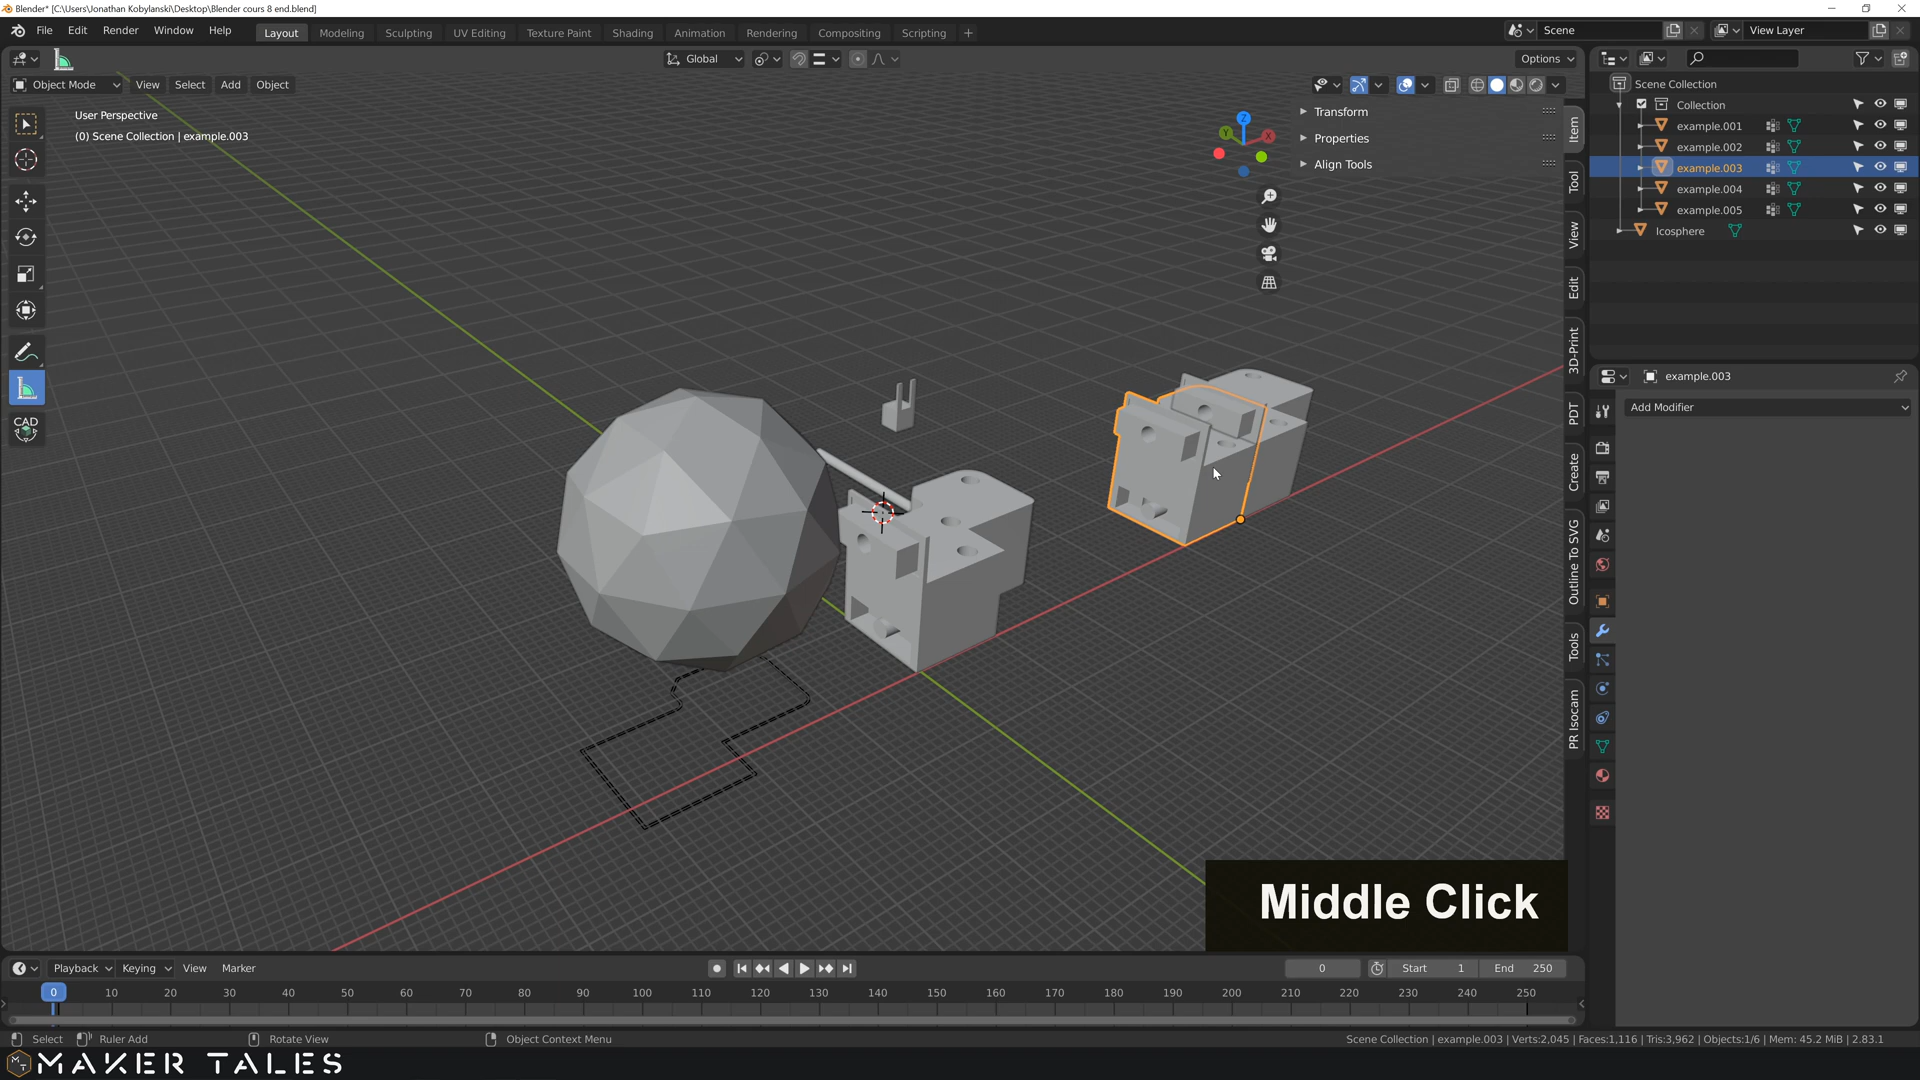 Blender* [C:\Users\Jonathan Kobylanski\Desktop\Blender cours 8 end.blend]
File Edit Render Window Help Layout Modeling Sculpting UV Editing Texture Paint Shading Animation Rendering Compositing Scripting + Scene View Layer
Global Options
Object Mode View Select Add Object
User Perspective
(0) Scene Collection | example.003
Z
Y
X
Transform
Properties
Align Tools
Item
Tool
View
Edit
3D-Print
PDT
Create
Outline To SVG
Tools
PR Isocam
CAD
Scene Collection
Collection
example.001
example.002
example.003
example.004
example.005
Icosphere
example.003
Add Modifier
Middle Click
Playback Keying View Marker 0 Start 1 End 250
0 10 20 30 40 50 60 70 80 90 100 110 120 130 140 150 160 170 180 190 200 210 220 230 240 250
Select Ruler Add Rotate View Object Context Menu Scene Collection | example.003 | Verts:2,045 | Faces:1,116 | Tris:3,962 | Objects:1/6 | Mem: 45.2 MiB | 2.83.1
MAKER TALES